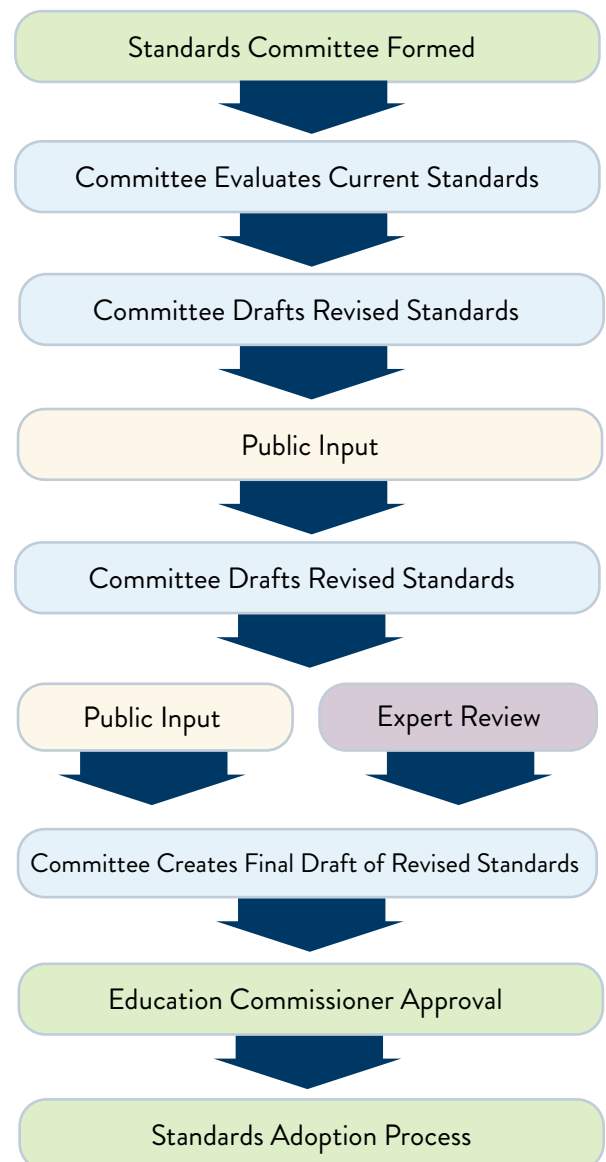 Standards Committee Formed
Committee Evaluates Current Standards
Committee Drafts Revised Standards
Public Input
Committee Drafts Revised Standards
Public Input
Expert Review
Committee Creates Final Draft of Revised Standards
Education Commissioner Approval
Standards Adoption Process